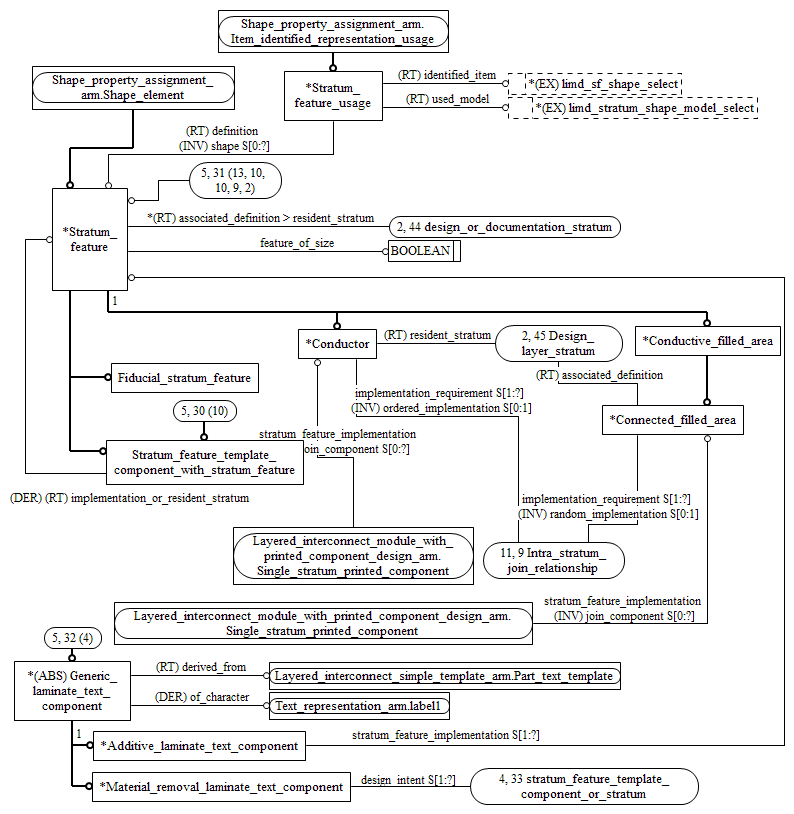 Shape_property_assignment_arm.
Item_identified_representation_usage
Shape_property_assignment_
arm.Shape_element
*Stratum_
feature_usage
(RT) identified_item
*(EX) limd_sf_shape_select
(RT) used_model
*(EX) limd_stratum_shape_model_select
(RT) definition
(INV) shape S[0:?]
5, 31 (13, 10,
10, 9, 2)
*Stratum_
feature
*(RT) associated_definition > resident_stratum
2, 44 design_or_documentation_stratum
feature_of_size
BOOLEAN
1
*Conductor
(RT) resident_stratum
2, 45 Design_
layer_stratum
*Conductive_filled_area
Fiducial_stratum_feature
(RT) associated_definition
implementation_requirement S[1:?]
(INV) ordered_implementation S[0:1]
5, 30 (10)
*Connected_filled_area
stratum_feature_implementation
join_component S[0:?]
Stratum_feature_template_
component_with_stratum_feature
(DER) (RT) implementation_or_resident_stratum
implementation_requirement S[1:?]
(INV) random_implementation S[0:1]
Layered_interconnect_module_with_
printed_component_design_arm.
Single_stratum_printed_component
11, 9 Intra_stratum_
join_relationship
Layered_interconnect_module_with_printed_component_design_arm.
Single_stratum_printed_component
stratum_feature_implementation
(INV) join_component S[0:?]
5, 32 (4)
*(ABS) Generic_
laminate_text_
component
(RT) derived_from
Layered_interconnect_simple_template_arm.Part_text_template
(DER) of_character
Text_representation_arm.label1
1
*Additive_laminate_text_component
stratum_feature_implementation S[1:?]
*Material_removal_laminate_text_component
design_intent S[1:?]
4, 33 stratum_feature_template_
component_or_stratum